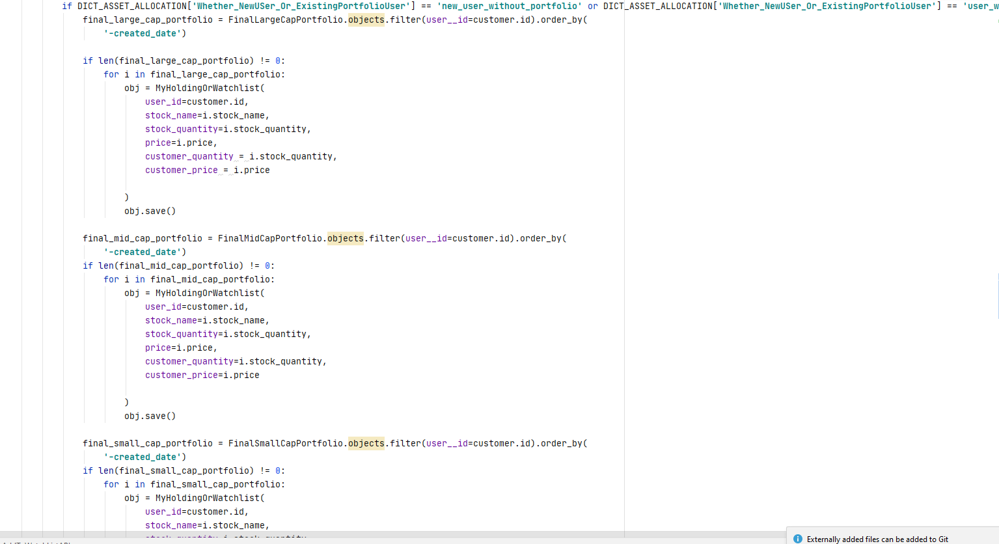 if DICT_ASSET_ALLOCATION['Whether_NewUSer_Or_ExistingPortfolioUser'] == 'new_user_without_portfolio' or DICT_ASSET_ALLOCATION['Whether_NewUSer_Or_ExistingPortfolioUser'] == 'user_w
final_large_cap_portfolio = FinalLargeCapPortfolio.objects.filter(user__id=customer.id).order_by(
'-created_date')
if len(final_large_cap_portfolio) != 0:
for i in final_large_cap_portfolio:
obj = MyHoldingOrWatchlist(
user_id=customer.id,
stock_name=i.stock_name,
stock_quantity=i.stock_quantity,
price=i.price,
customer_quantity = i.stock_quantity,
customer_price = i.price
)
obj.save()
final_mid_cap_portfolio = FinalMidCapPortfolio.objects.filter(user__id=customer.id).order_by(
'-created_date')
if len(final_mid_cap_portfolio) != 0:
for i in final_mid_cap_portfolio:
obj = MyHoldingOrWatchlist(
user_id=customer.id,
stock_name=i.stock_name,
stock_quantity=i.stock_quantity,
price=i.price,
customer_quantity=i.stock_quantity,
customer_price=i.price
)
obj.save()
final_small_cap_portfolio = FinalSmallCapPortfolio.objects.filter(user__id=customer.id).order_by(
'-created_date')
if len(final_small_cap_portfolio) != 0:
for i in final_small_cap_portfolio:
obj = MyHoldingOrWatchlist(
user_id=customer.id,
stock_name=i.stock_name,
Externally added files can be added to Git